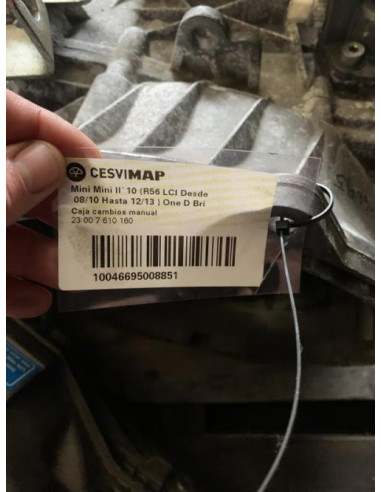 CESVIMAP
Mini Mini II´10 (R56 LCI Desde
08/10 Hasta 12/13 ) One D Bri
Caja cambios manual
23 00 7 610 160
10046695008851